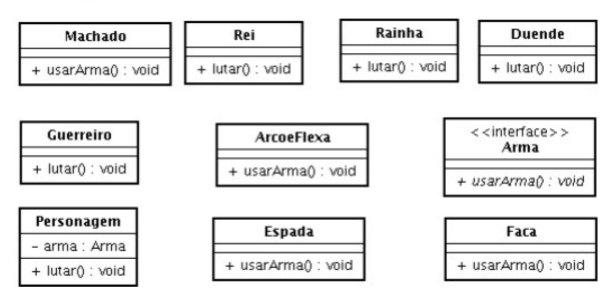 Machado
+ usarArma() : void
Rei
+ lutar() : void
Rainha
+ lutar() : void
Duende
+ lutar() : void
Guerreiro
+ lutar() : void
ArcoeFlexa
+ usarArma() : void
<<interface>>
Arma
+ usarArma() : void
Personagem
- arma : Arma
+ lutar() : void
Espada
+ usarArma() : void
Faca
+ usarArma() : void